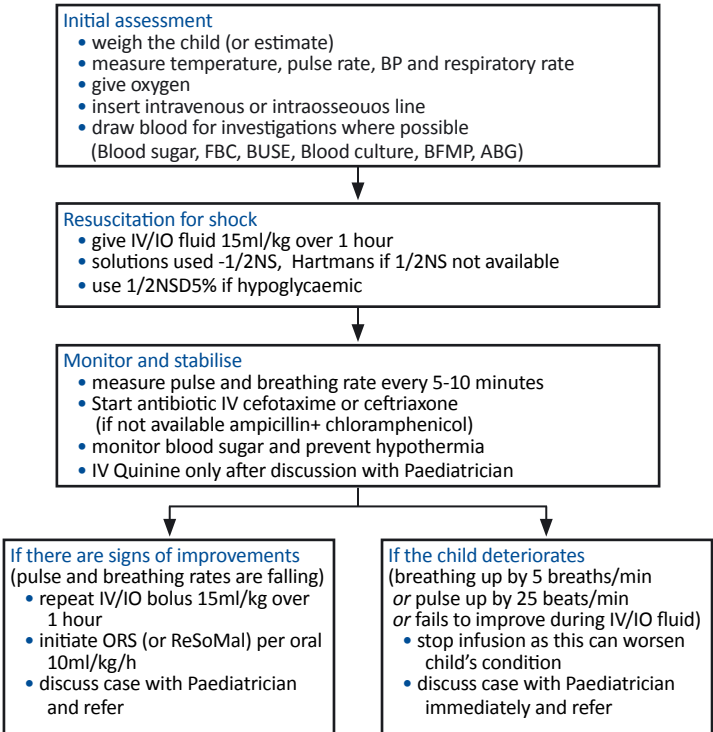 Initial assessment
• weigh the child (or estimate)
• measure temperature, pulse rate, BP and respiratory rate
• give oxygen
• insert intravenous or intraosseouos line
• draw blood for investigations where possible
(Blood sugar, FBC, BUSE, Blood culture, BFMP, ABG)
Resuscitation for shock
• give IV/IO fluid 15ml/kg over 1 hour
• solutions used -1/2NS, Hartmans if 1/2NS not available
• use 1/2NSD5% if hypoglycaemic
Monitor and stabilise
• measure pulse and breathing rate every 5-10 minutes
• Start antibiotic IV cefotaxime or ceftriaxone
(if not available ampicillin+ chloramphenicol)
• monitor blood sugar and prevent hypothermia
• IV Quinine only after discussion with Paediatrician
If there are signs of improvements
(pulse and breathing rates are falling)
• repeat IV/IO bolus 15ml/kg over
1 hour
• initiate ORS (or ReSoMal) per oral
10ml/kg/h
• discuss case with Paediatrician
and refer
If the child deteriorates
(breathing up by 5 breaths/min
or pulse up by 25 beats/min
or fails to improve during IV/IO fluid)
• stop infusion as this can worsen
child's condition
• discuss case with Paediatrician
immediately and refer